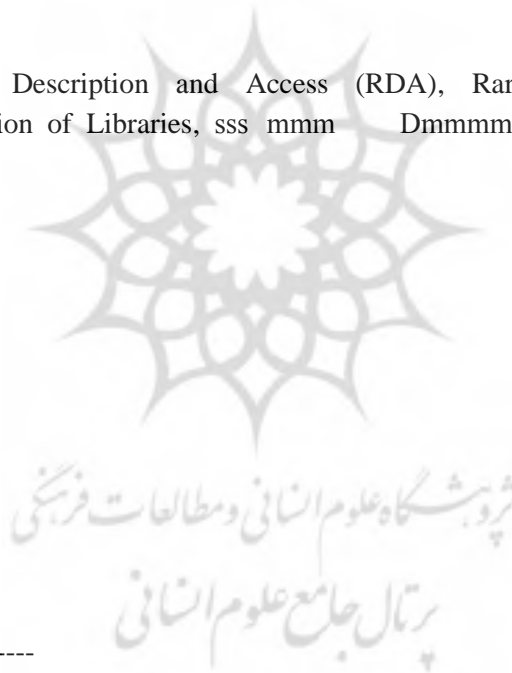 Description and Access (RDA), Rar
ion of Libraries, sss mmm Dmmmm
پژوهشگاه علوم انسانی و مطالعات فرهنگی
پرتال جامع علوم انسانی
----